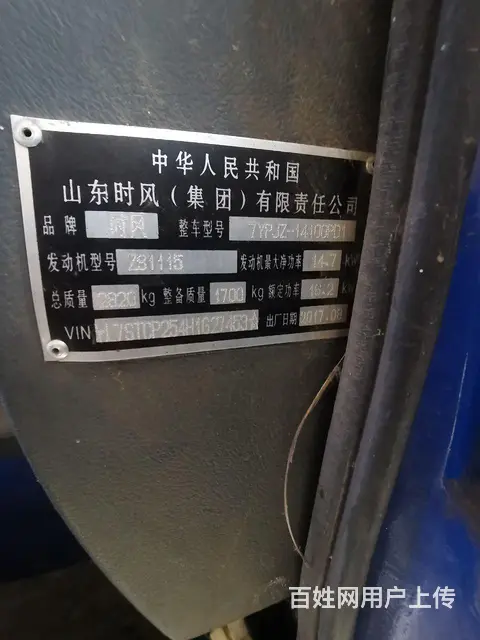 中华人民共和国
山东时风(集团)有限责任公司
品牌 时风 整车型号 7YPJZ-14100PD1
发动机型号 ZS1115 发动机最大净功率 14.7 kW
总质量 2820 kg 整备质量 1700 kg 额定功率 16.2 kW
VIN 出厂日期 2017.08
百姓网用户上传